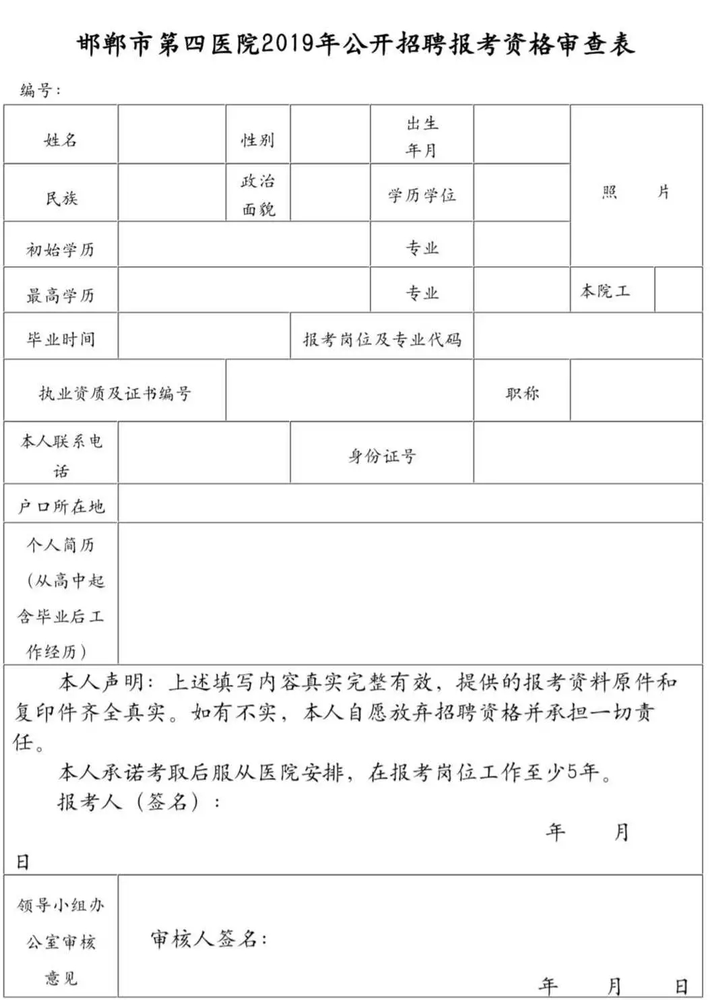 邯郸市第四医院2019年公开招聘报考资格审查表
编号：
姓名
性别
出生
年月
照 片
民族
政治
面貌
学历学位
初始学历
专业
最高学历
专业
本院工
毕业时间
报考岗位及专业代码
执业资质及证书编号
职称
本人联系电
话
身份证号
户口所在地
个人简历
（从高中起
含毕业后工
作经历）
本人声明：上述填写内容真实完整有效，提供的报考资料原件和
复印件齐全真实。如有不实，本人自愿放弃招聘资格并承担一切责
任。
本人承诺考取后服从医院安排，在报考岗位工作至少5年。
报考人（签名）：
年 月
日
领导小组办
公室审核
意见
审核人签名：
年 月 日